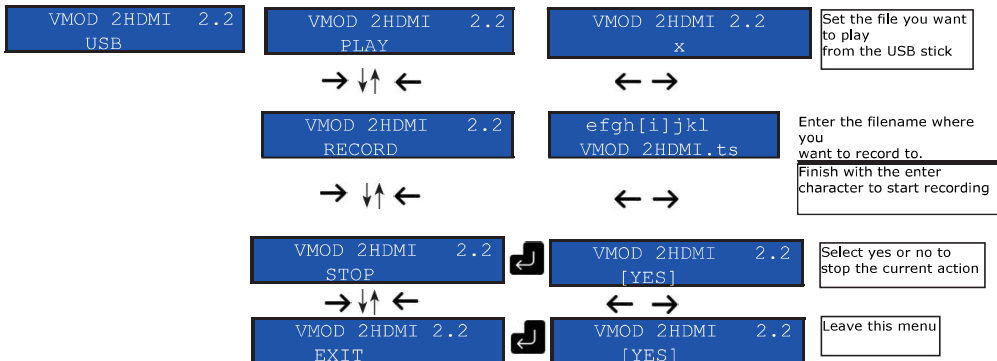 VMOD 2HDMI 2.2
USB
VMOD 2HDMI 2.2
PLAY
VMOD 2HDMI 2.2
x
Set the file you want
to play
from the USB stick
VMOD 2HDMI 2.2
RECORD
efgh[i]jkl
VMOD 2HDMI.ts
Enter the filename where
you
want to record to.
Finish with the enter
character to start recording
VMOD 2HDMI 2.2
STOP
VMOD 2HDMI 2.2
[YES]
Select yes or no to
stop the current action
VMOD 2HDMI 2.2
EXIT
VMOD 2HDMI 2.2
[YES]
Leave this menu